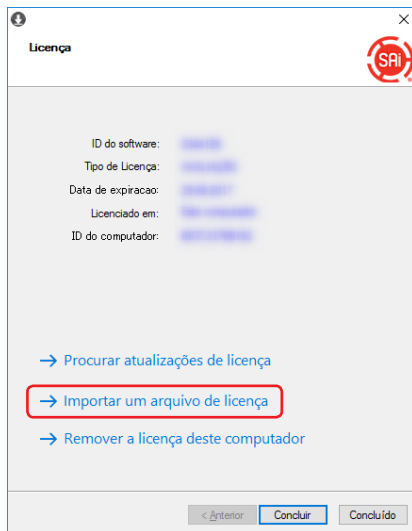 Licença
SAi
ID do software:
Tipo de Licença:
Data de expiracao:
Licenciado em:
ID do computador:
Procurar atualizações de licença
Importar um arquivo de licença
Remover a licença deste computador
< Anterior Concluir Concluído